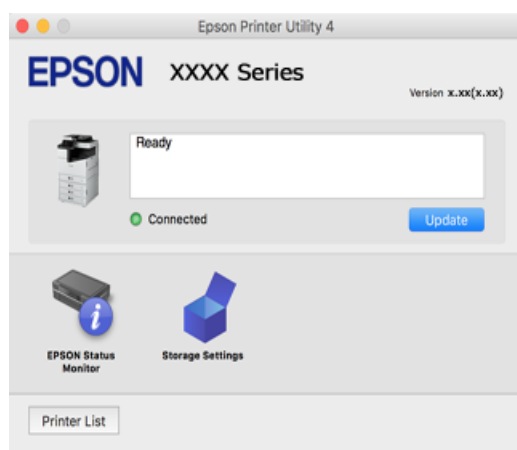 Epson Printer Utility 4
EPSON XXXX Series
Version x.xx(x.xx)
Ready
Connected
Update
EPSON Status
Monitor
Storage Settings
Printer List